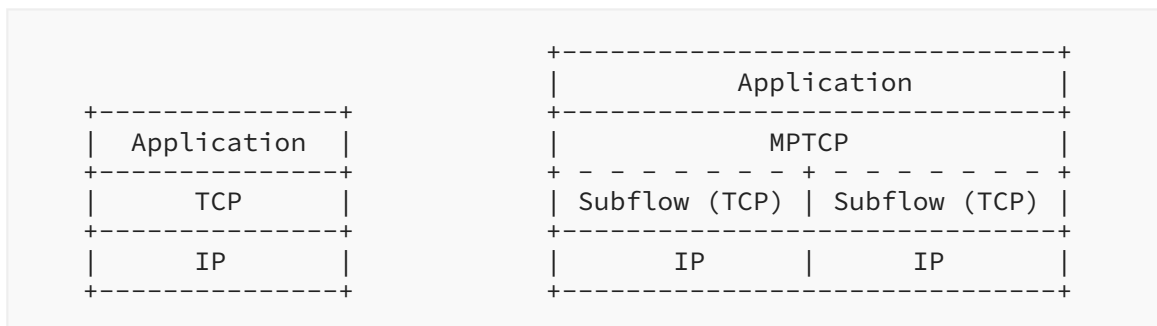 +-------------------------------+
                             |           Application         |
+---------------+            +-------------------------------+
|  Application  |            |             MPTCP             |
+---------------+            + - - - - - - - + - - - - - - - +
|      TCP      |            | Subflow (TCP) | Subflow (TCP) |
+---------------+            +-------------------------------+
|      IP       |            |       IP      |      IP       |
+---------------+            +-------------------------------+